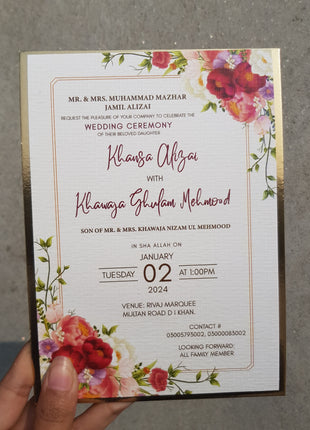 MR. & MRS. MUHAMMAD MAZHAR
JAMIL ALIZAI
REQUEST THE PLEASURE OF YOUR COMPANY TO CELEBRATE THE
WEDDING CEREMONY
OF THEIR BELOVED DAUGHTER
Khansa Alizai
WITH
Khawaja Ghulam Mehmood
SON OF MR. & MRS. KHAWAJA NIZAM UL MEHMOOD
IN SHA ALLAH ON
JANUARY
TUESDAY 02 AT 1:00PM
2024
VENUE: RIVAJ MARQUEE
MULTAN ROAD D I KHAN.
CONTACT #
03005795002, 03000083002
LOOKING FORWARD:
ALL FAMILY MEMBER